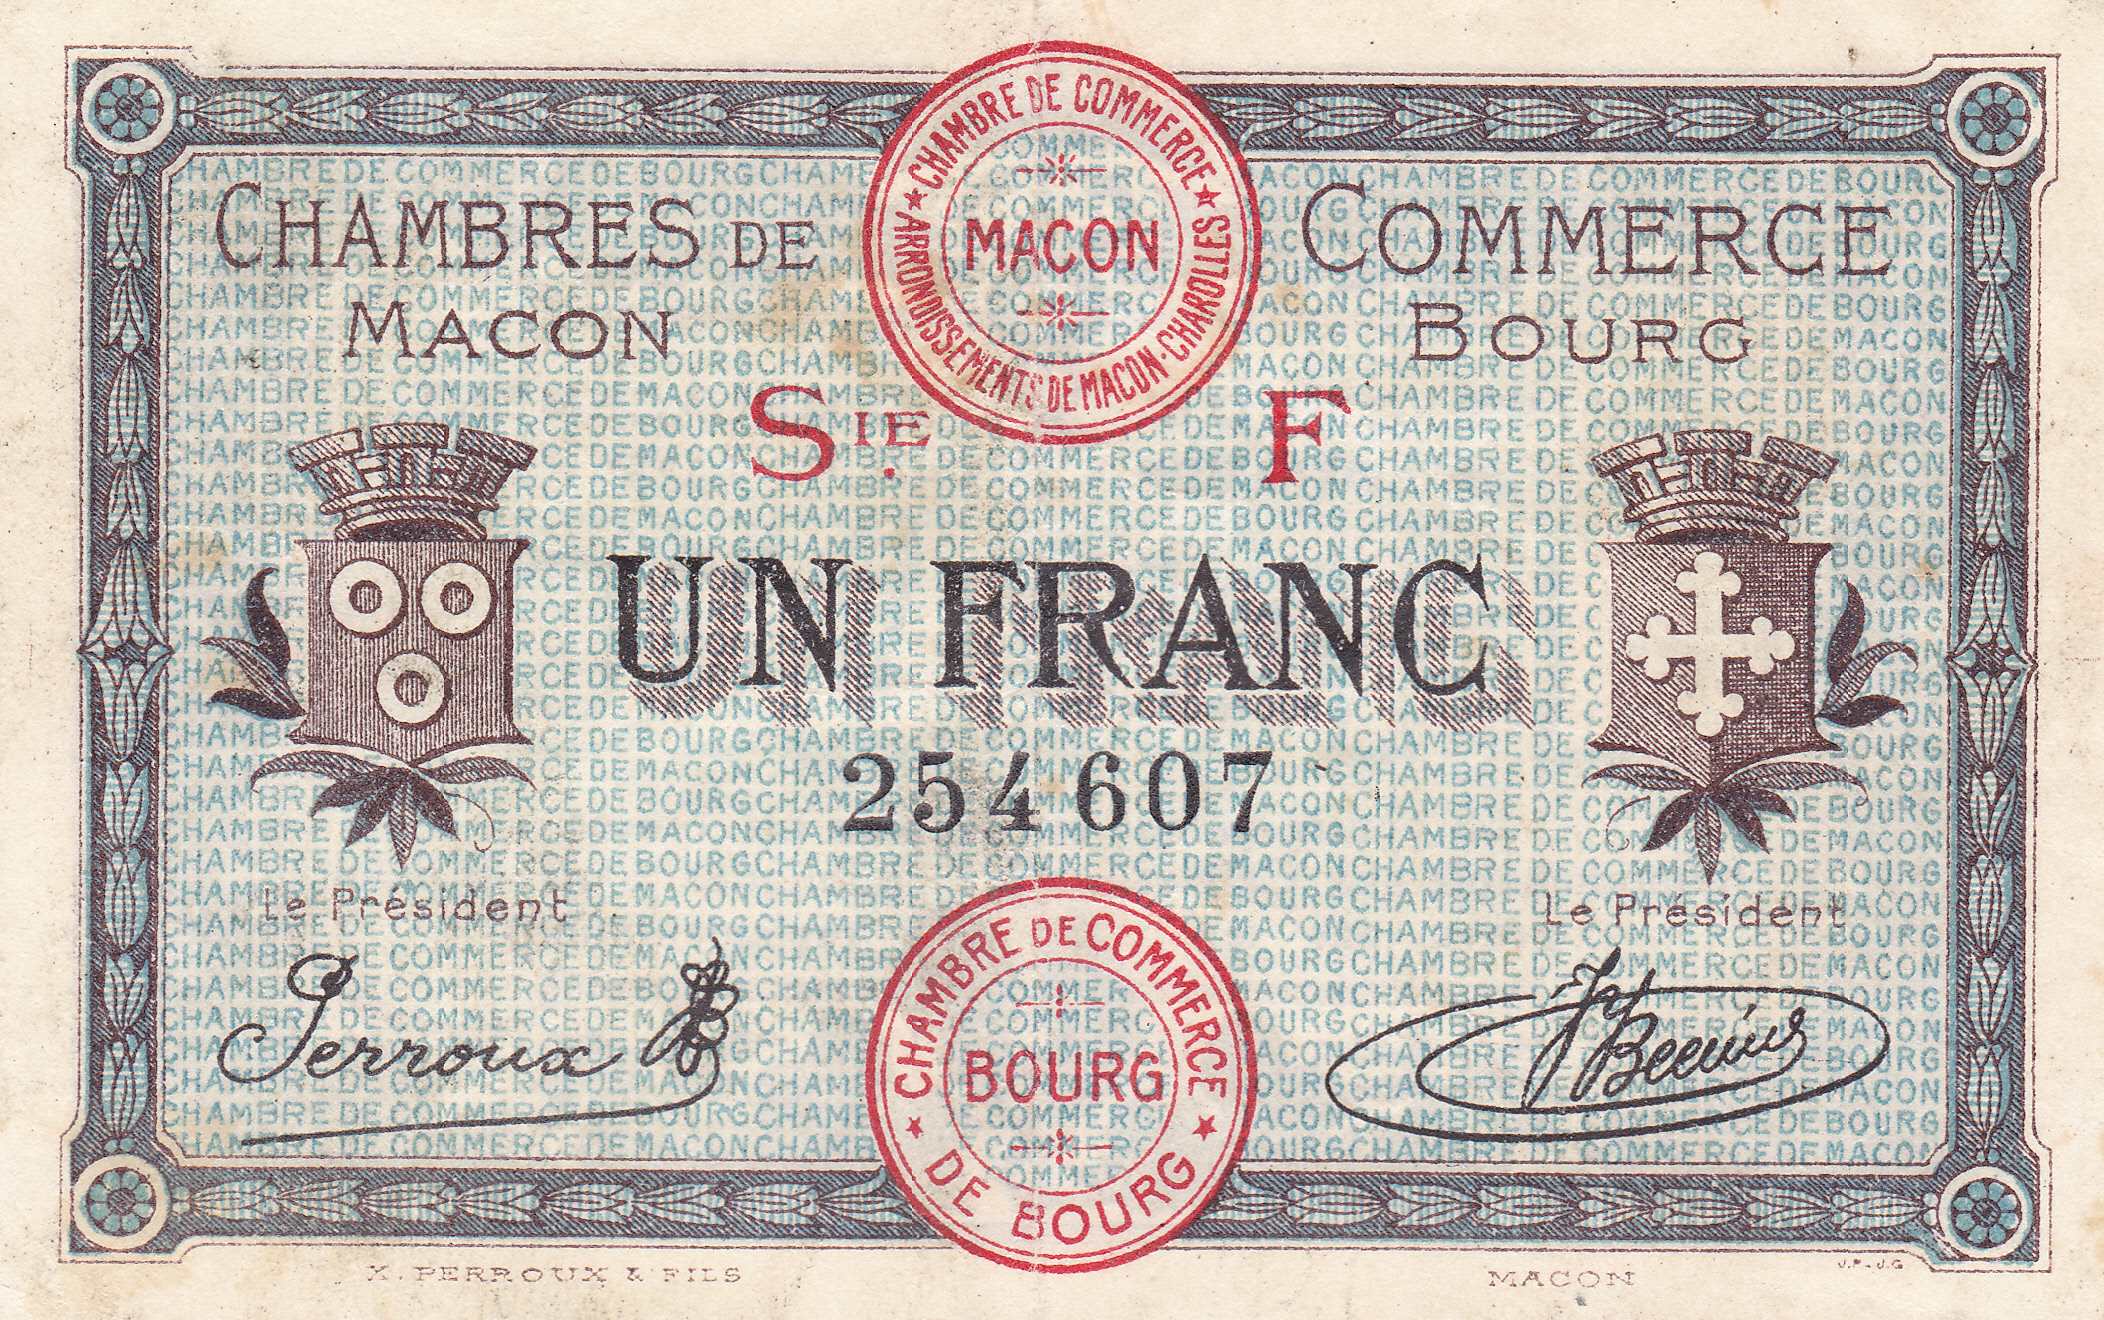 CHAMBRE DE COMMERCE
★ ARRONDISSEMENTS DE MACON-CHAROLLES ★
MACON
CHAMBRES DE COMMERCE
MACON BOURG
SIE. F
UN FRANC
254607
Le Président Le Président
Perroux
CHAMBRE DE COMMERCE
★ DE BOURG ★
BOURG
X. PERROUX & FILS MACON J.P.-J.G